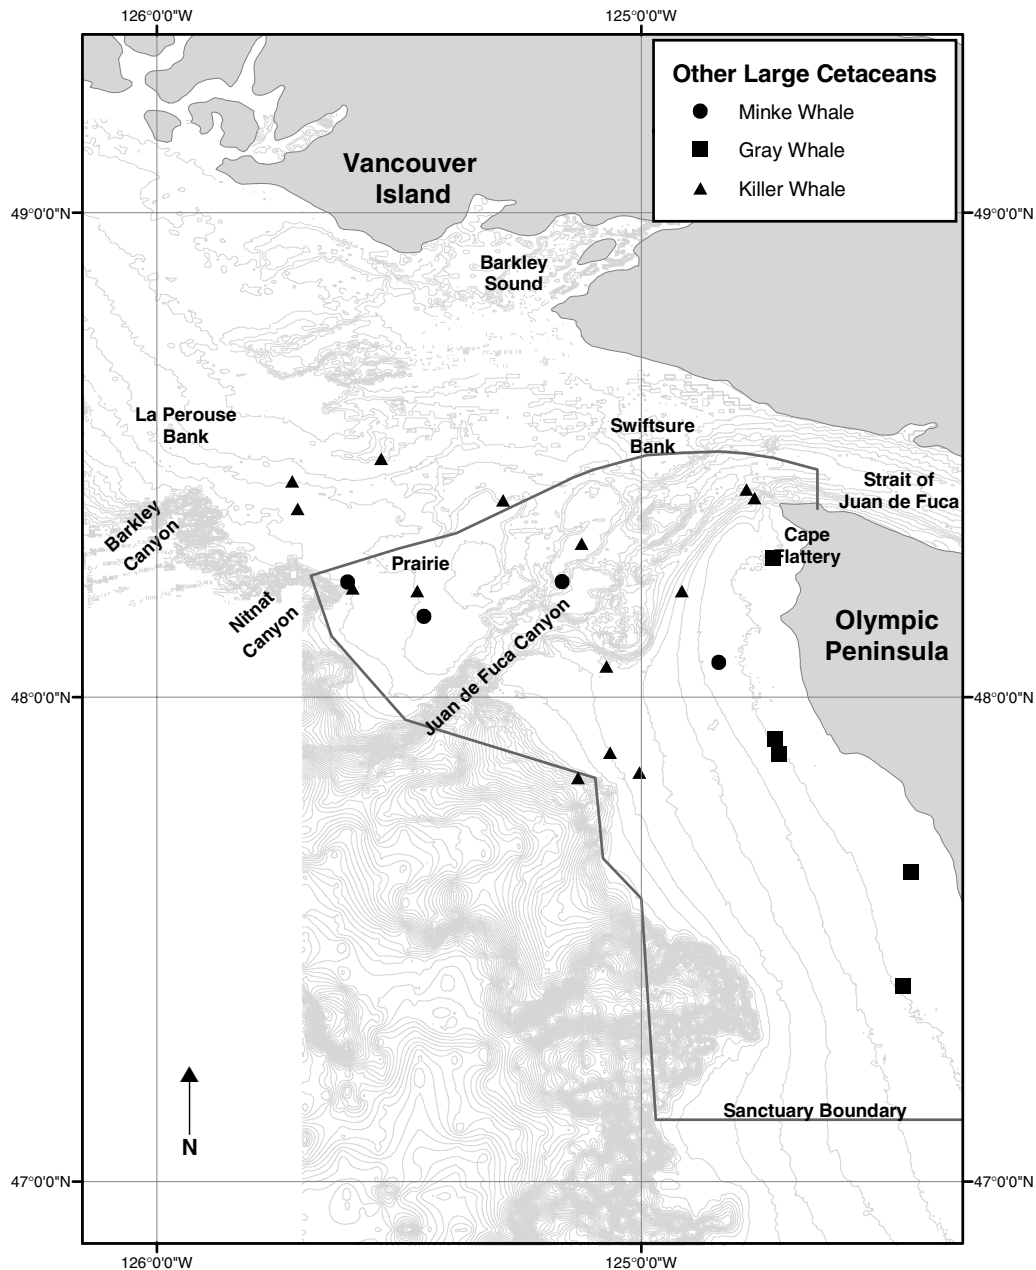 126°0'0"W
125°0'0"W
Other Large Cetaceans
Minke Whale
Gray Whale
Killer Whale
Vancouver
Island
49°0'0"N
49°0'0"N
Barkley
Sound
La Perouse
Bank
Swiftsure
Bank
Strait of
Juan de Fuca
Barkley
Canyon
Cape
Flattery
Prairie
Nitnat
Canyon
Juan de Fuca Canyon
Olympic
Peninsula
48°0'0"N
48°0'0"N
Sanctuary Boundary
N
47°0'0"N
47°0'0"N
126°0'0"W
125°0'0"W